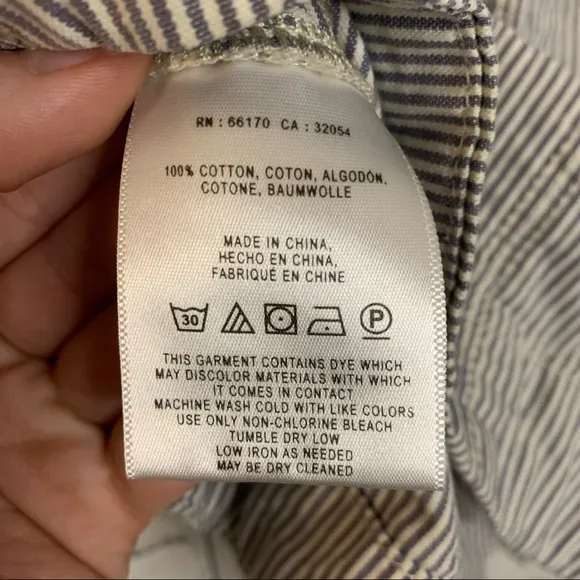 RN : 66170 CA : 32054
100% COTTON, COTON, ALGODÓN,
COTONE, BAUMWOLLE
MADE IN CHINA,
HECHO EN CHINA,
FABRIQUÉ EN CHINE
30 P
THIS GARMENT CONTAINS DYE WHICH
MAY DISCOLOR MATERIALS WITH WHICH
IT COMES IN CONTACT
MACHINE WASH COLD WITH LIKE COLORS
USE ONLY NON-CHLORINE BLEACH
TUMBLE DRY LOW
LOW IRON AS NEEDED
MAY BE DRY CLEANED